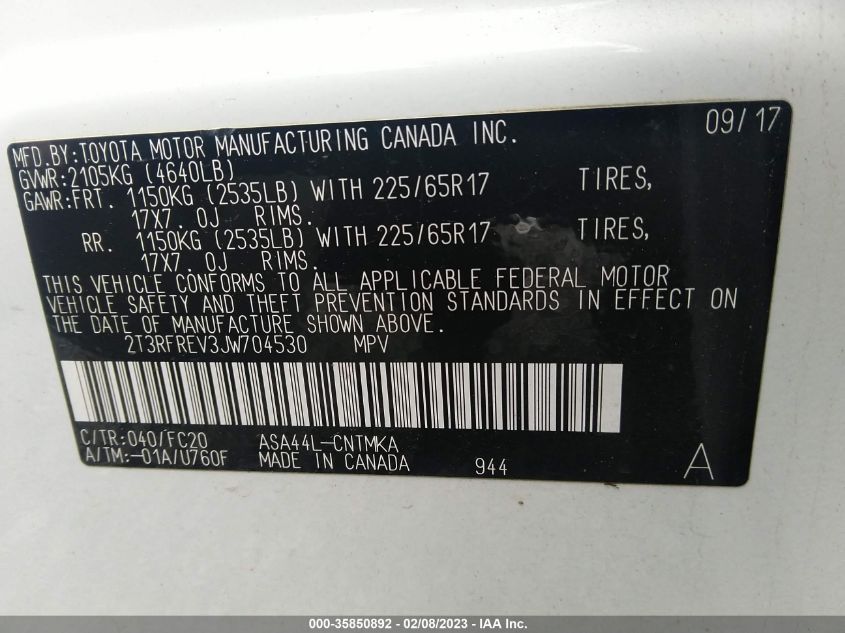 MFD.BY:TOYOTA MOTOR MANUFACTURING CANADA INC. 09/17
GVWR:2105KG (4640LB)
GAWR:FRT. 1150KG (2535LB) WITH 225/65R17 TIRES,
17X7.0J RIMS.
RR. 1150KG (2535LB) WITH 225/65R17 TIRES,
17X7.0J RIMS.
THIS VEHICLE CONFORMS TO ALL APPLICABLE FEDERAL MOTOR
VEHICLE SAFETY AND THEFT PREVENTION STANDARDS IN EFFECT ON
THE DATE OF MANUFACTURE SHOWN ABOVE.
2T3RFREV3JW704530 MPV
C/TR:040/FC20 ASA44L-CNTMKA
A/TM:-01A/U760F MADE IN CANADA 944 A
000-35850892 - 02/08/2023 - IAA Inc.